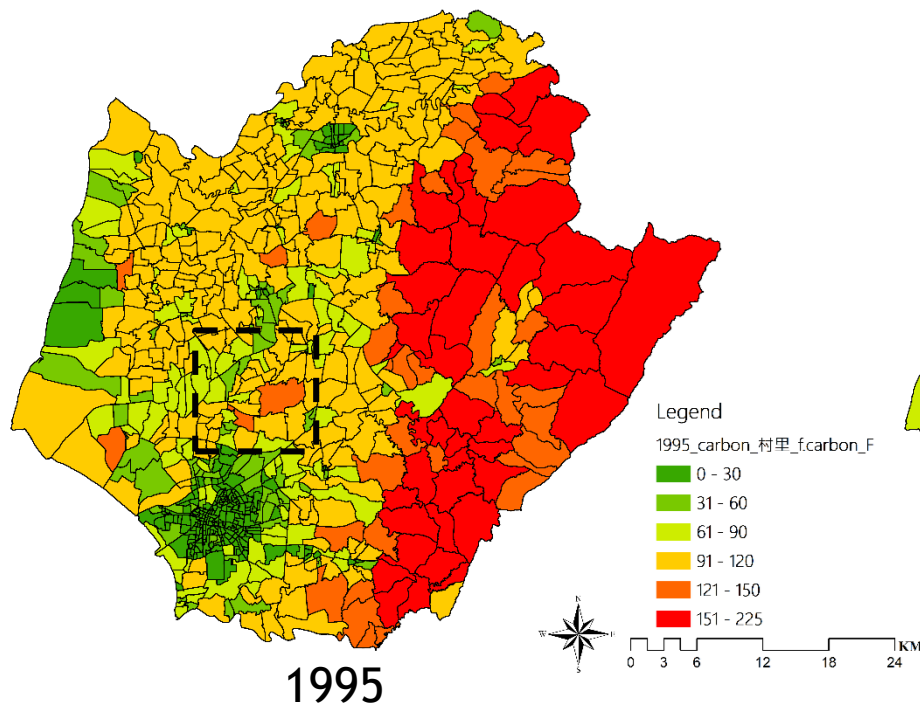 Legend
1995_carbon_村里_f.carbon_F
0 - 30
31 - 60
61 - 90
91 - 120
121 - 150
151 - 225
N
W E
S
KM
0 3 6 12 18 24
1995